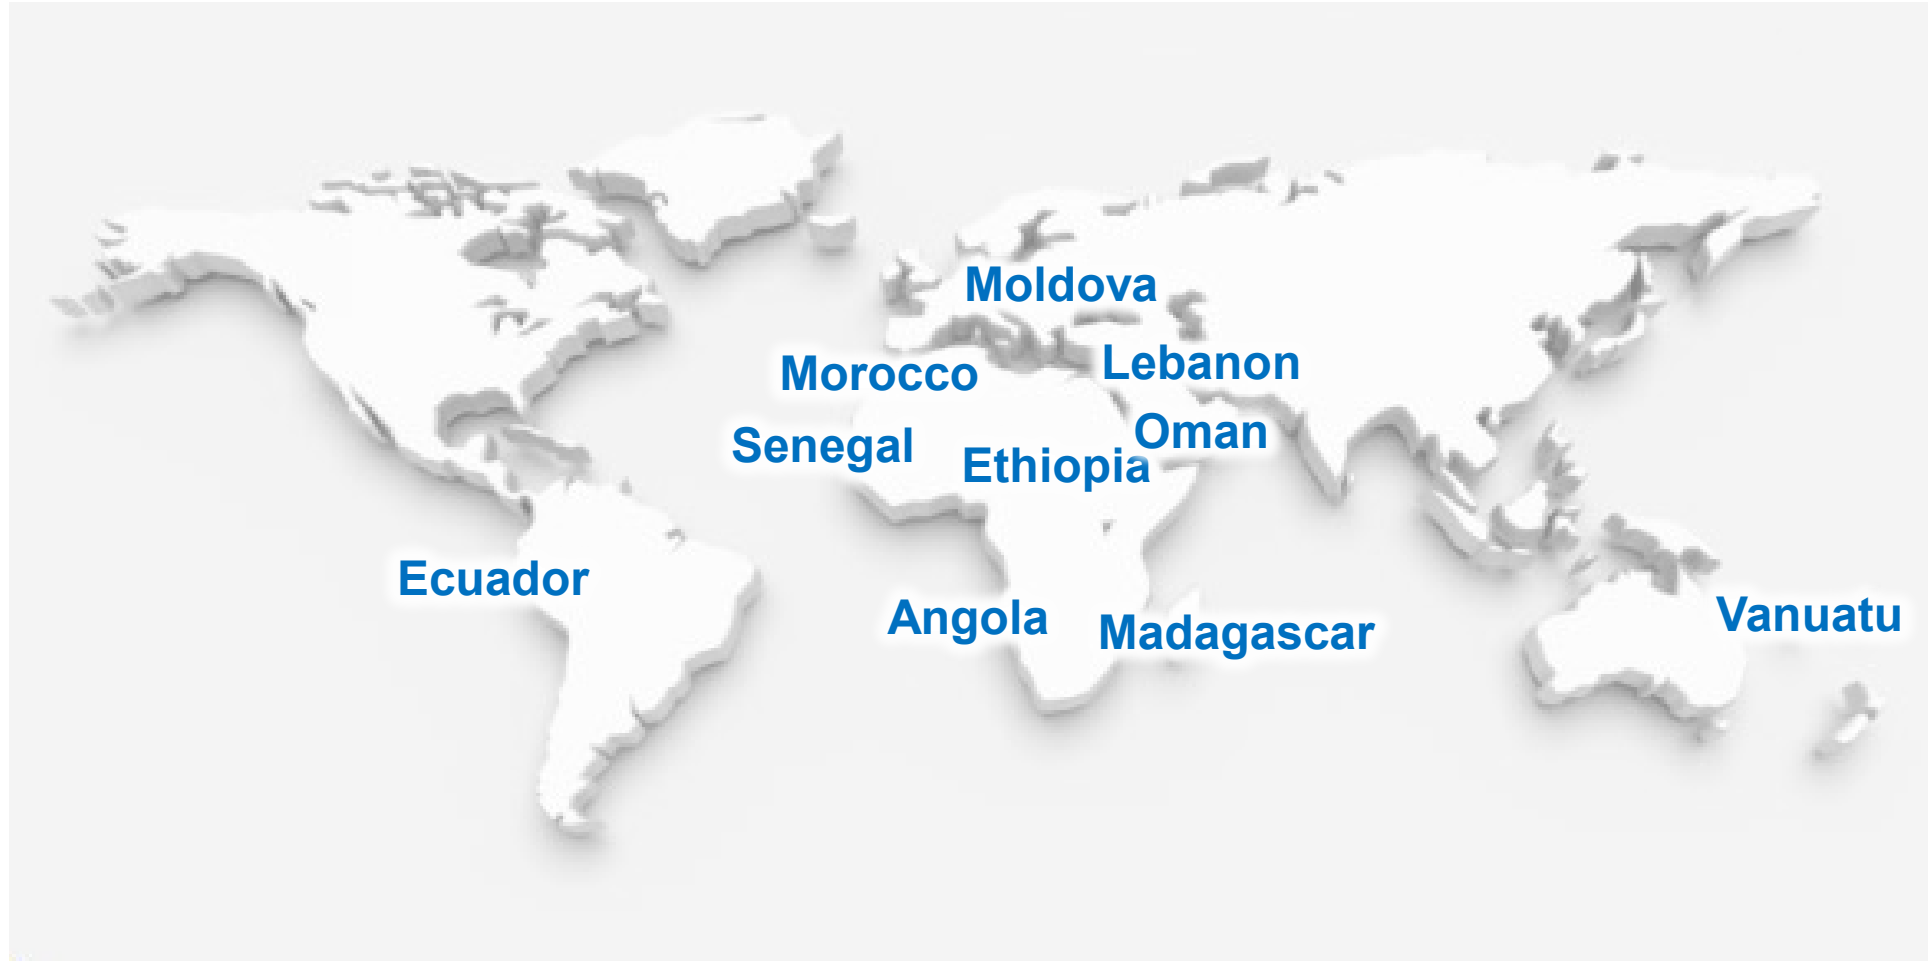 Moldova
Lebanon
Morocco
Oman
Senegal
Ethiopia
Ecuador
Angola
Madagascar
Vanuatu